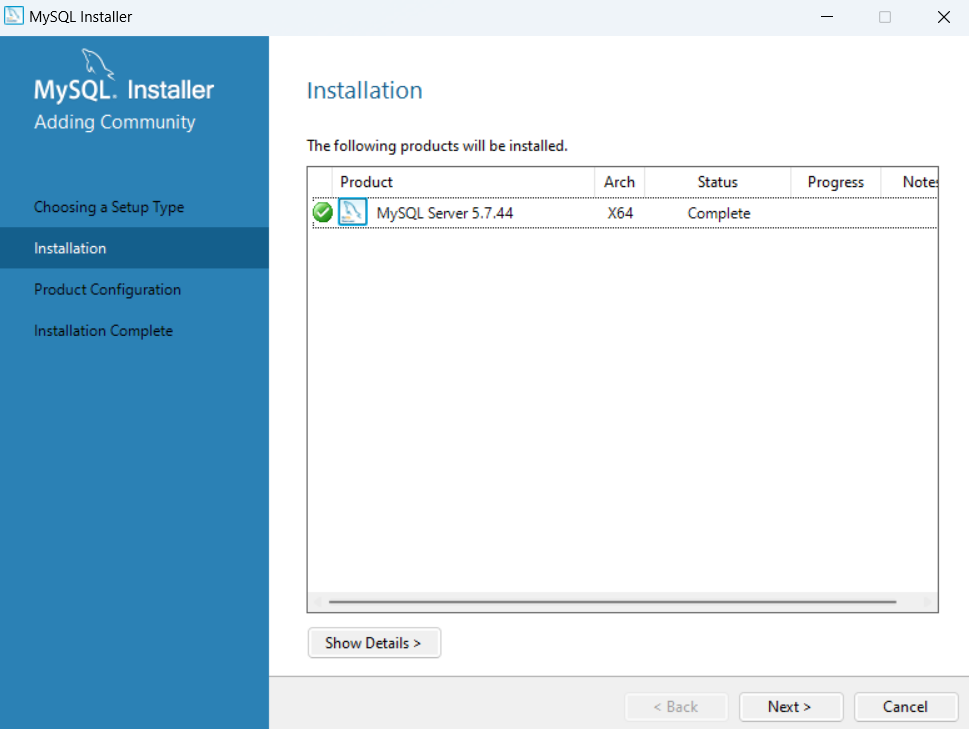 MySQL Installer
MySQL. Installer
Adding Community
Choosing a Setup Type
Installation
Product Configuration
Installation Complete
Installation
The following products will be installed.
Product Arch Status Progress Notes
MySQL Server 5.7.44 X64 Complete
Show Details >
< Back Next > Cancel